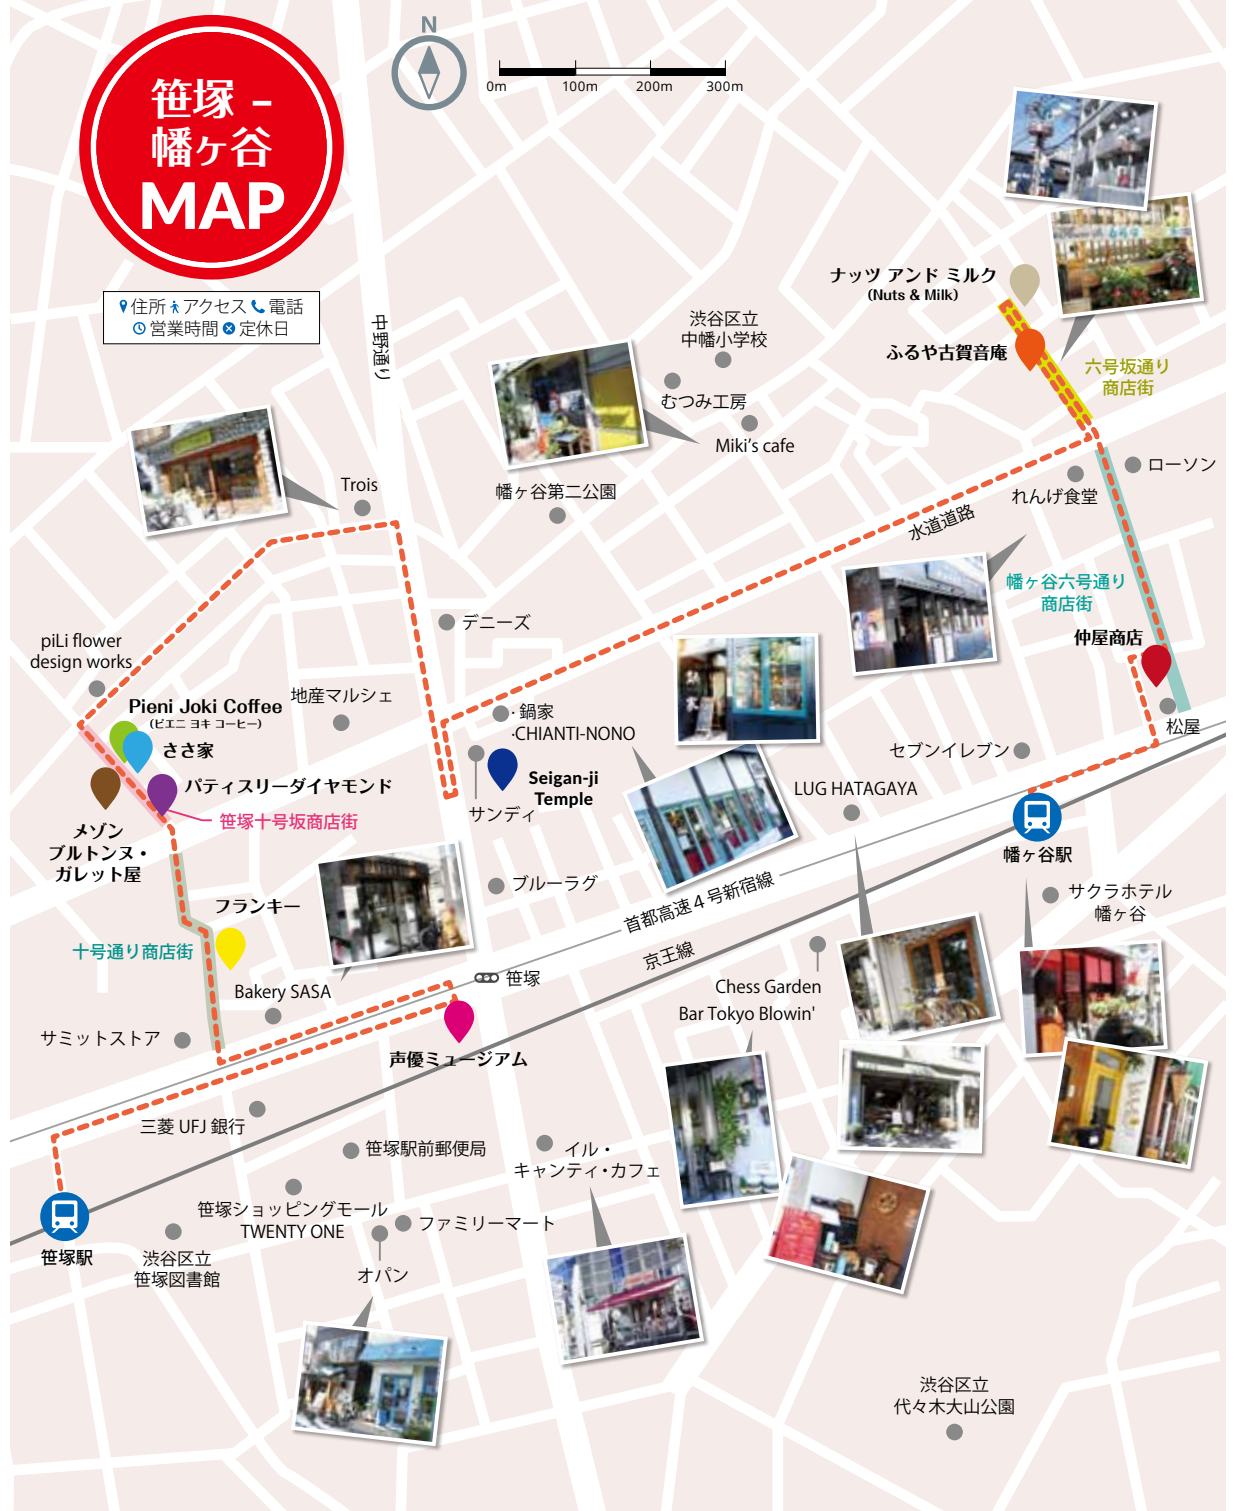 笹塚 –
幡ヶ谷
MAP
N
0m 100m 200m 300m
住所 アクセス 電話
営業時間 定休日
中野通り
ナッツ アンド ミルク
(Nuts & Milk)
渋谷区立
中幡小学校
ふるや古賀音庵
六号坂通り
商店街
むつみ工房
Miki's cafe
ローソン
Trois
幡ヶ谷第二公園
れんげ食堂
水道道路
幡ヶ谷六号通り
商店街
デニーズ
仲屋商店
piLi flower
design works
Pieni Joki Coffee
(ピエニ ヨキ コーヒー)
地産マルシェ
・鍋家
・CHIANTI-NONO
松屋
ささ家
セブンイレブン
パティスリーダイヤモンド
Seigan-ji
Temple
LUG HATAGAYA
サンディ
笹塚十号坂商店街
メゾン
ブルトンヌ・
ガレット屋
幡ヶ谷駅
ブルーラグ
サクラホテル
幡ヶ谷
フランキー
首都高速4号新宿線
十号通り商店街
京王線
笹塚
Bakery SASA
Chess Garden
Bar Tokyo Blowin'
サミットストア
声優ミュージアム
三菱 UFJ 銀行
笹塚駅前郵便局
イル・
キャンティ・カフェ
笹塚ショッピングモール
TWENTY ONE
ファミリーマート
笹塚駅
渋谷区立
笹塚図書館
オパン
渋谷区立
代々木大山公園